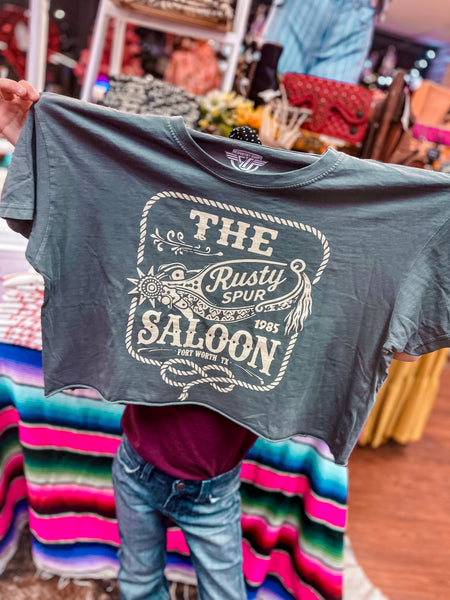 THE
Rusty
SPUR
1985
SALOON
FORT WORTH TX